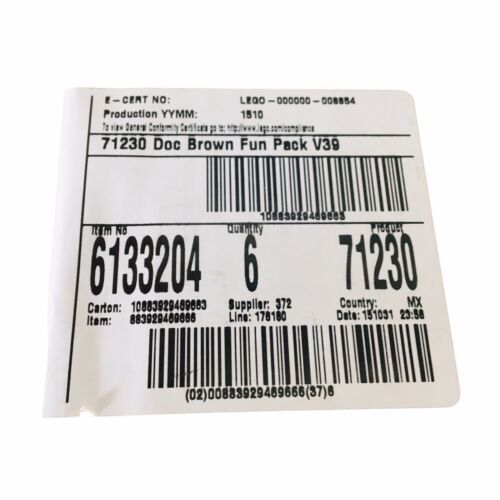 E-CERT NO: LEGO-000000-008854
Production YYMM: 1510
To view General Conformity Certificate go to: http://www.lego.com/compliance
71230 Doc Brown Fun Pack V39
10883929469663
Item No Quantity Product
6133204 6 71230
Carton: 10883929469663 Supplier: 372 Country: MX
Item: 883929469666 Line: 176180 Date: 151031 23:58
(02)00883929469666(37)6